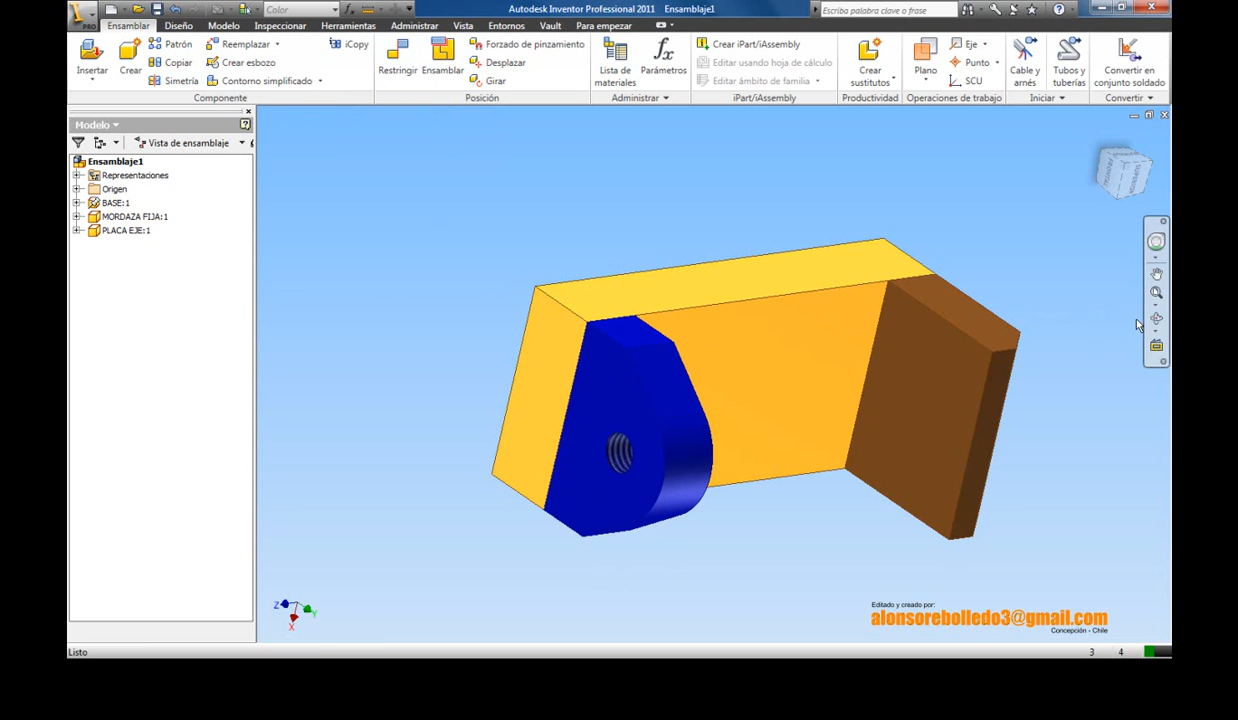 Color
Autodesk Inventor Professional 2011 Ensamblaje1
Escriba palabra clave o frase
PRO
Ensamblar Diseño Modelo Inspeccionar Herramientas Administrar Vista Entornos Vault Para empezar
Insertar
Crear
Patrón
Copiar
Simetría
Reemplazar
Crear esbozo
Contorno simplificado
iCopy
Componente
Restringir
Ensamblar
Forzado de pinzamiento
Desplazar
Girar
Posición
Lista de
materiales
Parámetros
Administrar
Crear iPart/iAssembly
Editar usando hoja de cálculo
Editar ámbito de familia
iPart/iAssembly
Crear
sustitutos
Productividad
Plano
Eje
Punto
SCU
Operaciones de trabajo
Cable y
arnés
Tubos y
tuberías
Iniciar
Convertir en
conjunto soldado
Convertir
Modelo
Vista de ensamblaje
Ensamblaje1
Representaciones
Origen
BASE:1
MORDAZA FIJA:1
PLACA EJE:1
Z
Y
X
Editado y creado por:
alonsorebolledo3@gmail.com
Concepción - Chile
Listo
3 4